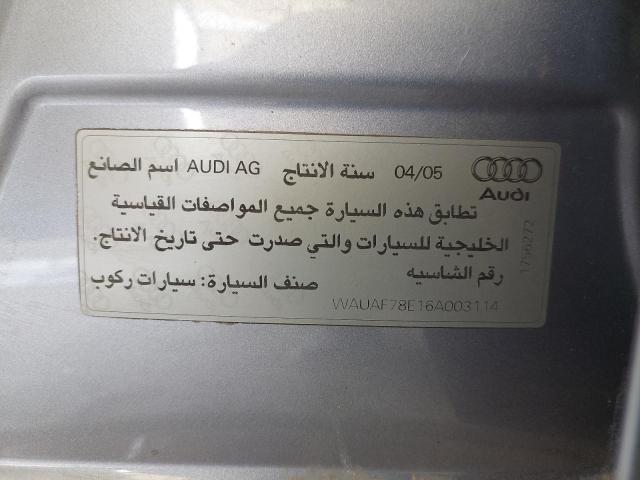 اسم الصانع AUDI AG سنة الانتاج 04/05
Audi
تطابق هذه السيارة جميع المواصفات القياسية
الخليجية للسيارات والتي صدرت حتى تاريخ الانتاج.
رقم الشاسيه
صنف السيارة: سيارات ركوب
WAUAF78E16A003114
1756272